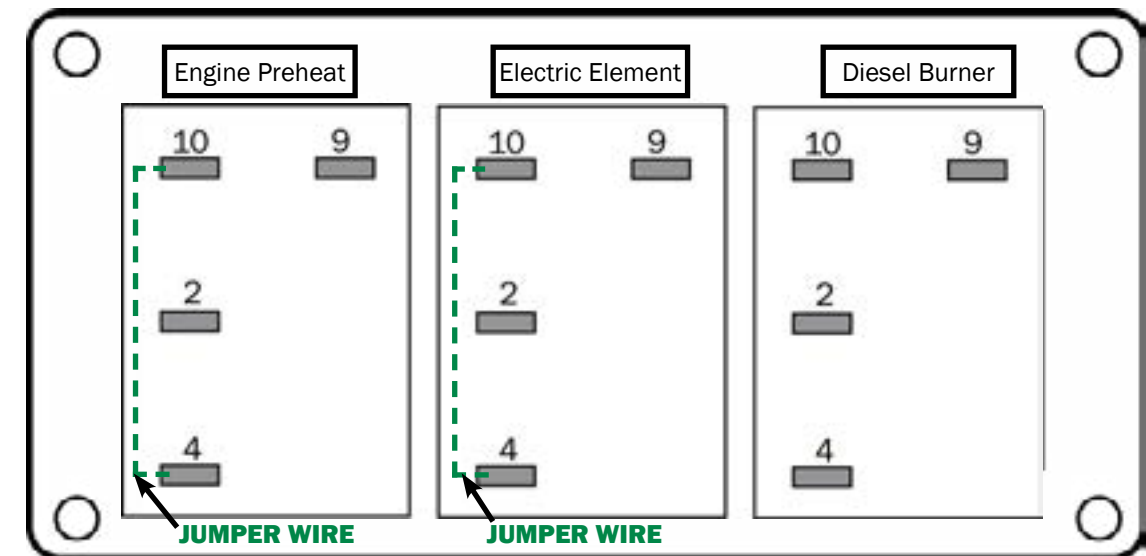 Engine Preheat
Electric Element
Diesel Burner
10 9
10 9
10 9
2
2
2
4
4
4
JUMPER WIRE
JUMPER WIRE